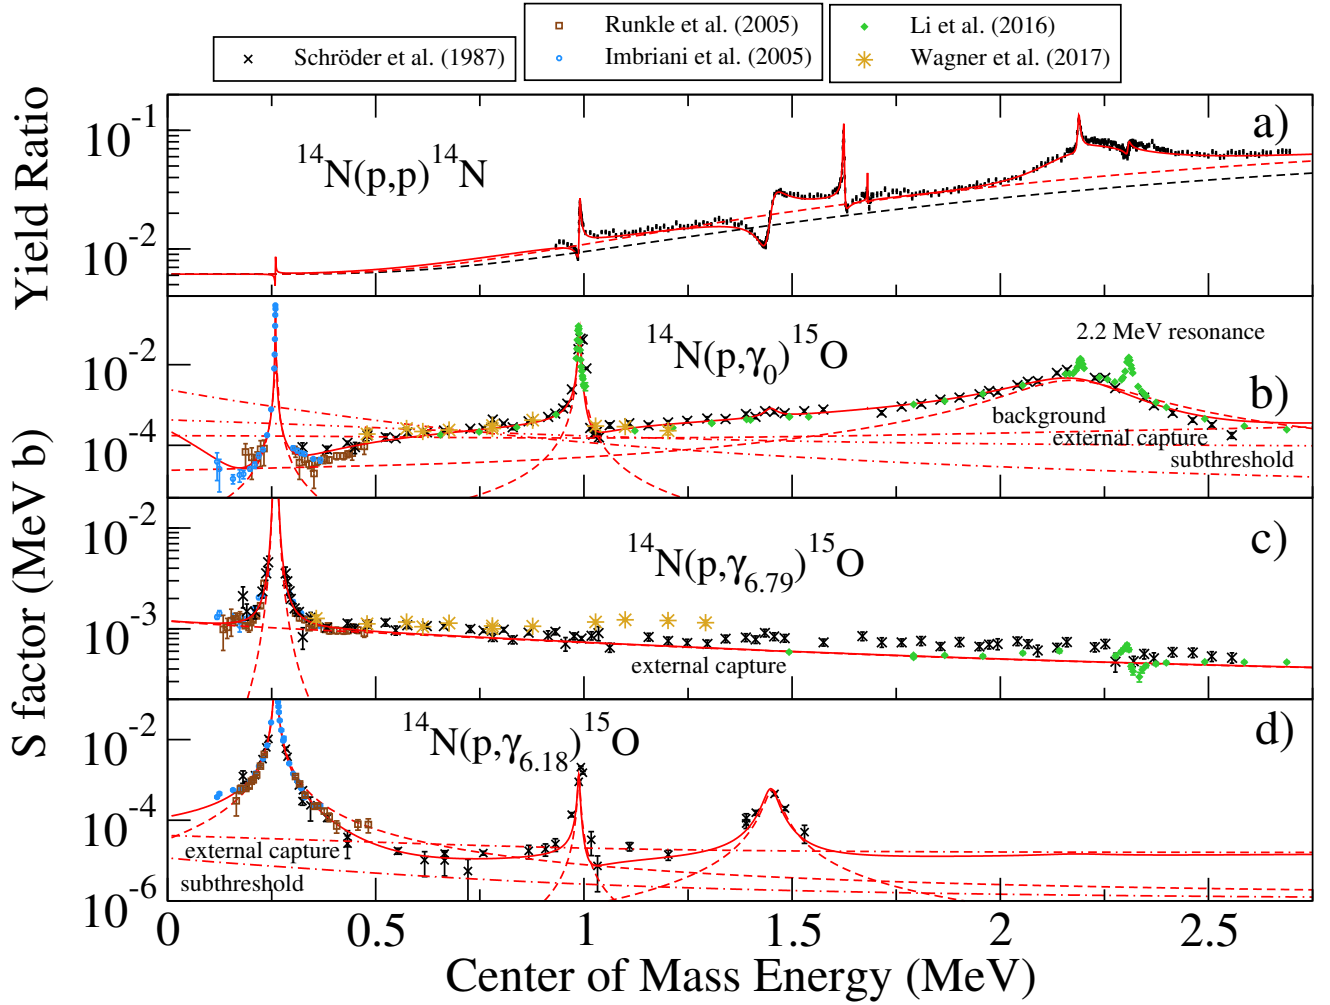 Schröder et al. (1987)
Runkle et al. (2005)
Imbriani et al. (2005)
Li et al. (2016)
Wagner et al. (2017)
Yield Ratio
10⁻¹
10⁻²
¹⁴N(p,p)¹⁴N
a)
10⁻²
10⁻⁴
¹⁴N(p,γ₀)¹⁵O
2.2 MeV resonance
b)
background
external capture
subthreshold
S factor (MeV b)
10⁻²
10⁻³
¹⁴N(p,γ₆.₇₉)¹⁵O
c)
external capture
10⁻²
10⁻⁴
10⁻⁶
¹⁴N(p,γ₆.₁₈)¹⁵O
d)
external capture
subthreshold
0 0.5 1 1.5 2 2.5
Center of Mass Energy (MeV)